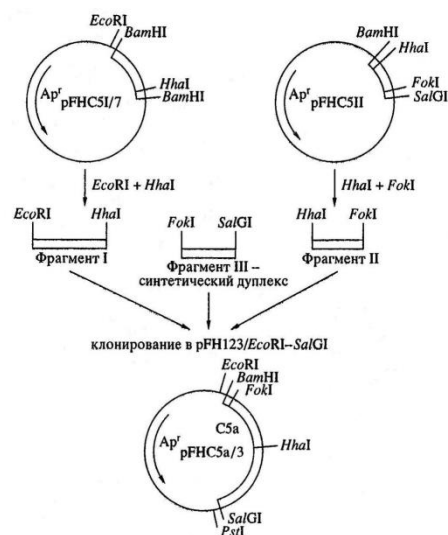 EcoRI
BamHI
HhaI
BamHI
Apʳ pFHC5I/7
BamHI
HhaI
FokI
SalGI
Apʳ pFHC5II
EcoRI + HhaI
HhaI + FokI
EcoRI HhaI
Фрагмент I
FokI SalGI
Фрагмент III –
синтетический дуплекс
HhaI FokI
Фрагмент II
клонирование в pFH123/EcoRI–SalGI
EcoRI
BamHI
FokI
C5a
Apʳ pFHC5a/3
HhaI
SalGI
PstI